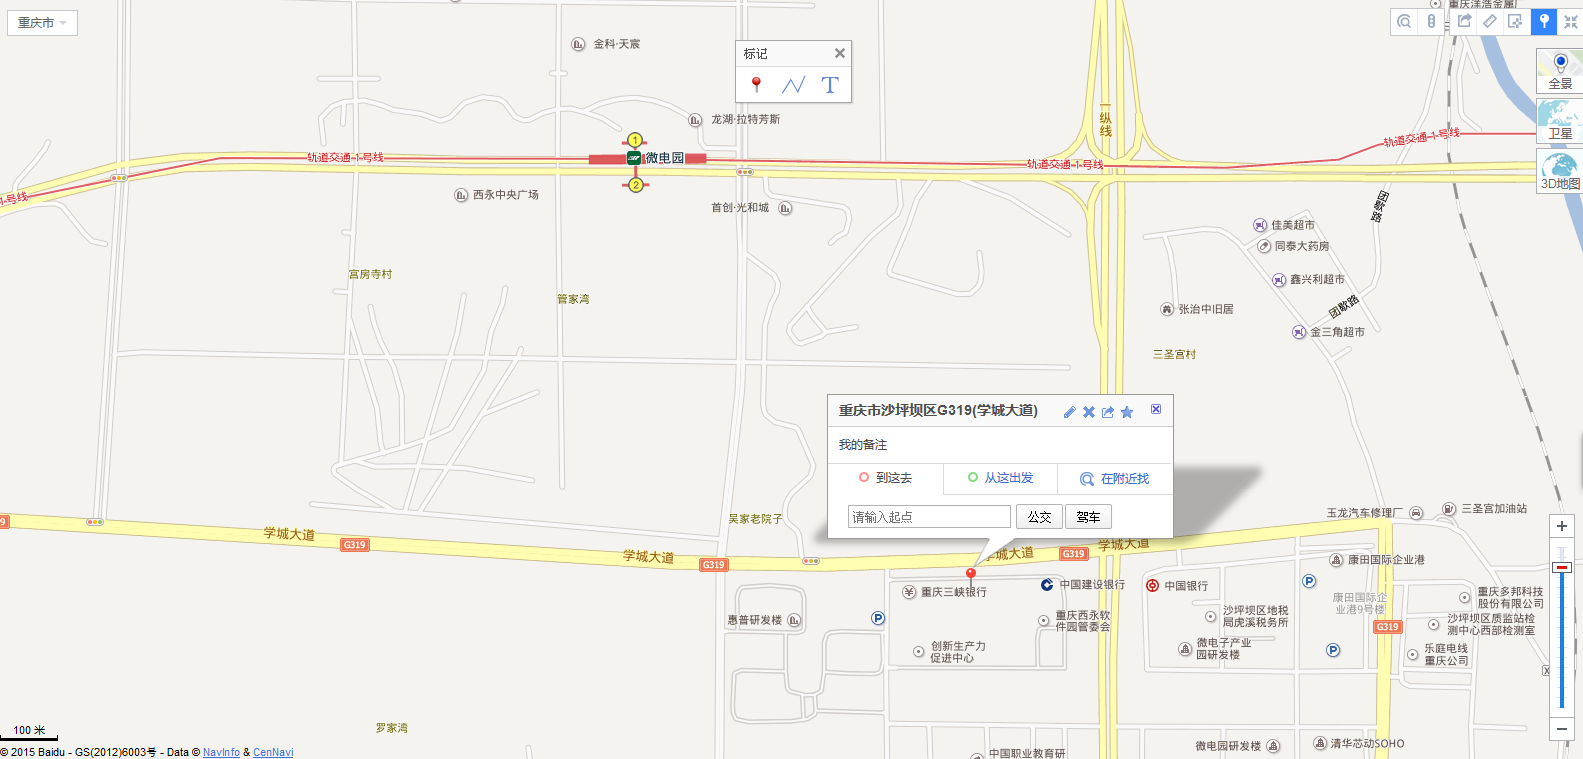 重庆市
重庆洋浩金属厂
金科·天宸
标记
T
全景
卫星
3D地图
龙湖·拉特芳斯
一纵线
轨道交通1号线
1
微电园
轨道交通1号线
轨道交通1号线
1号线
2
西永中央广场
首创·光和城
团歇路
佳美超市
同泰大药房
宫房寺村
鑫兴利超市
管家湾
团歇路
张治中旧居
金三角超市
三圣宫村
重庆市沙坪坝区G319(学城大道)
我的备注
到这去
从这出发
在附近找
请输入起点
公交
驾车
吴家老院子
玉龙汽车修理厂
三圣宫加油站
学城大道
G319
学城大道
G319
学城大道
G319
学城大道
康田国际企业港
重庆三峡银行
中国建设银行
中国银行
P
康田国际企
业港9号楼
重庆多邦科技
股份有限公司
惠普研发楼
P
重庆西永软
件园管委会
沙坪坝区地税
局虎溪税务所
G319
沙坪坝区质监站检
测中心西部检测室
创新生产力
促进中心
微电子产业
园研发楼
P
乐庭电线
重庆公司
罗家湾
100 米
© 2015 Baidu - GS(2012)6003号 - Data © NavInfo & CenNavi
中国职业教育研
微电园研发楼
清华芯动SOHO